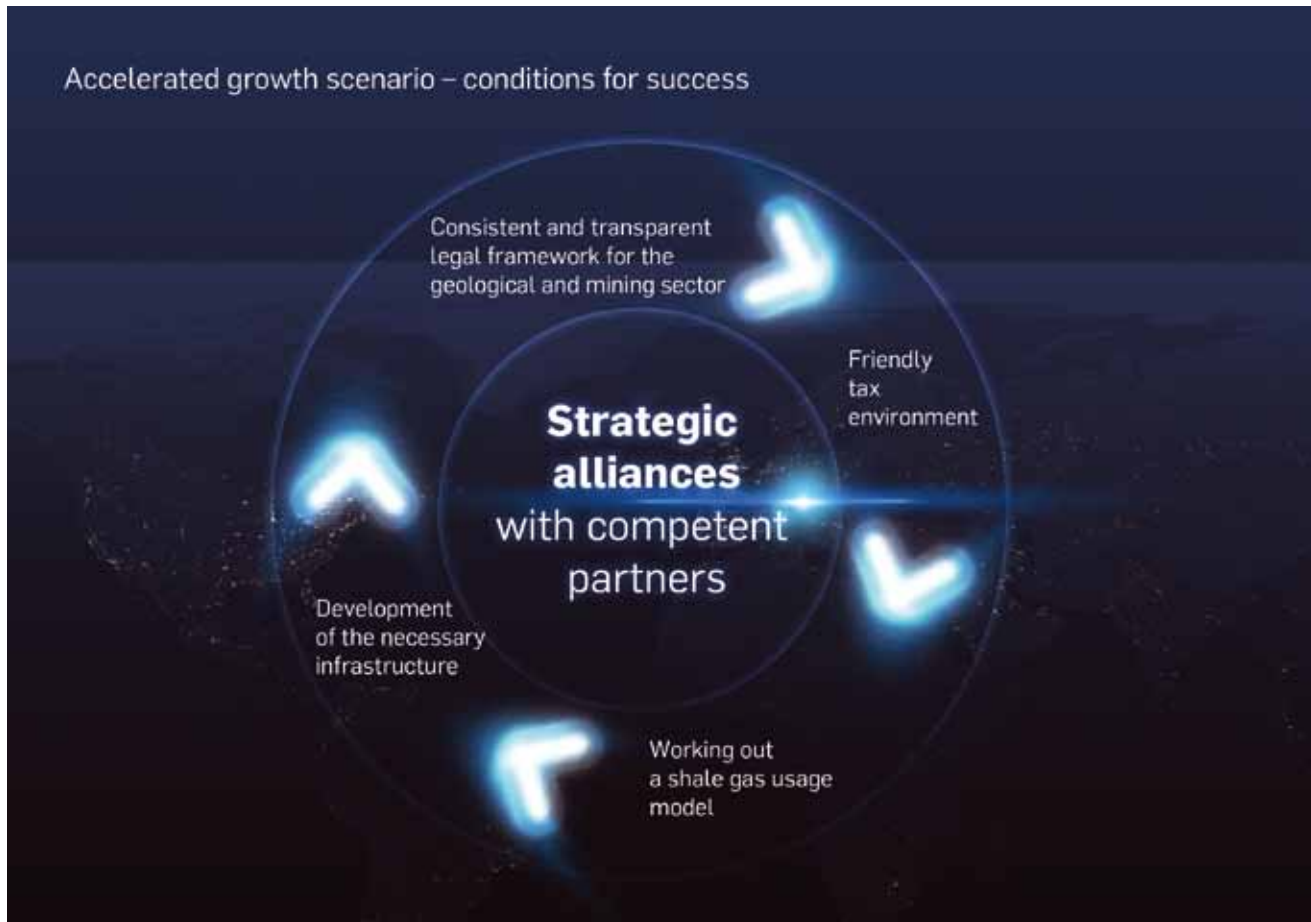 Accelerated growth scenario – conditions for success
Consistent and transparent
legal framework for the
geological and mining sector
Friendly
tax
environment
Strategic
alliances
with competent
partners
Development
of the necessary
infrastructure
Working out
a shale gas usage
model